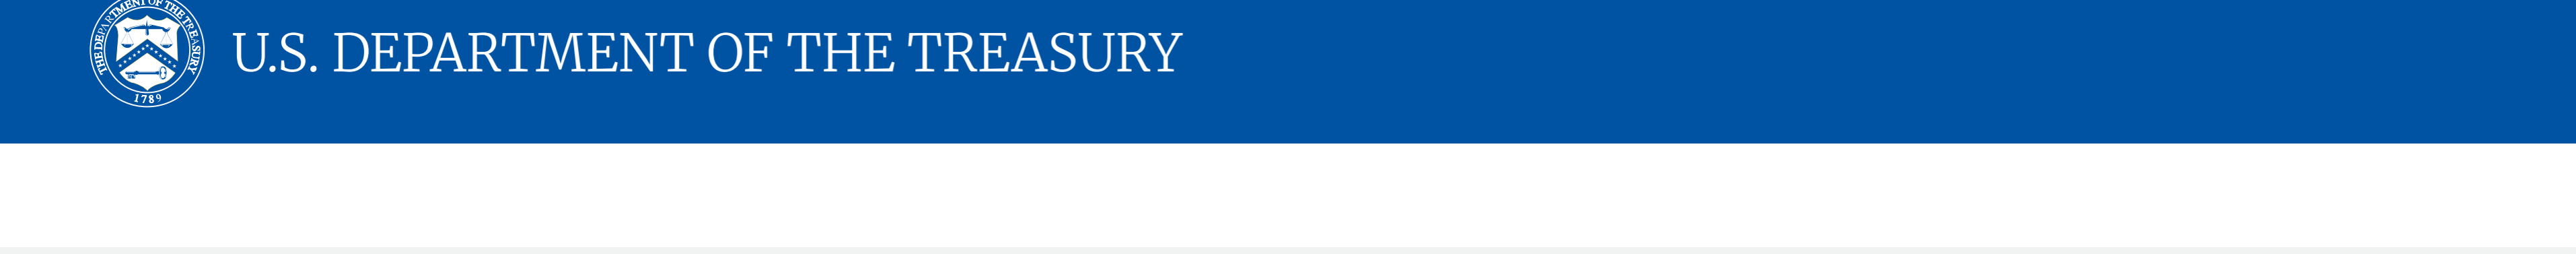 THE DEPARTMENT OF THE TREASURY
1789
U.S. DEPARTMENT OF THE TREASURY